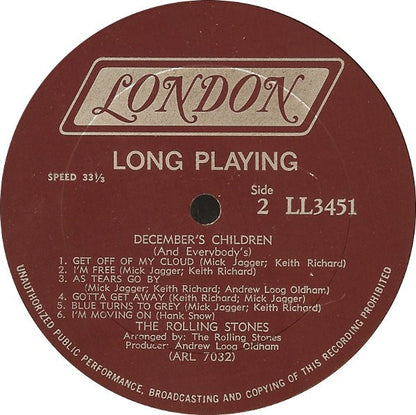 LONDON
LONG PLAYING
SPEED 33⅓
Side
2 LL3451
DECEMBER'S CHILDREN
(And Everybody's)
1. GET OFF OF MY CLOUD (Mick Jagger; Keith Richard)
2. I'M FREE (Mick Jagger; Keith Richard)
3. AS TEARS GO BY
(Mick Jagger; Keith Richard; Andrew Loog Oldham)
4. GOTTA GET AWAY (Keith Richard; Mick Jagger)
5. BLUE TURNS TO GREY (Mick Jagger; Keith Richard)
6. I'M MOVING ON (Hank Snow)
THE ROLLING STONES
Arranged by: The Rolling Stones
Producer: Andrew Loog Oldham
(ARL 7032)
UNAUTHORIZED PUBLIC PERFORMANCE, BROADCASTING AND COPYING OF THIS RECORDING PROHIBITED